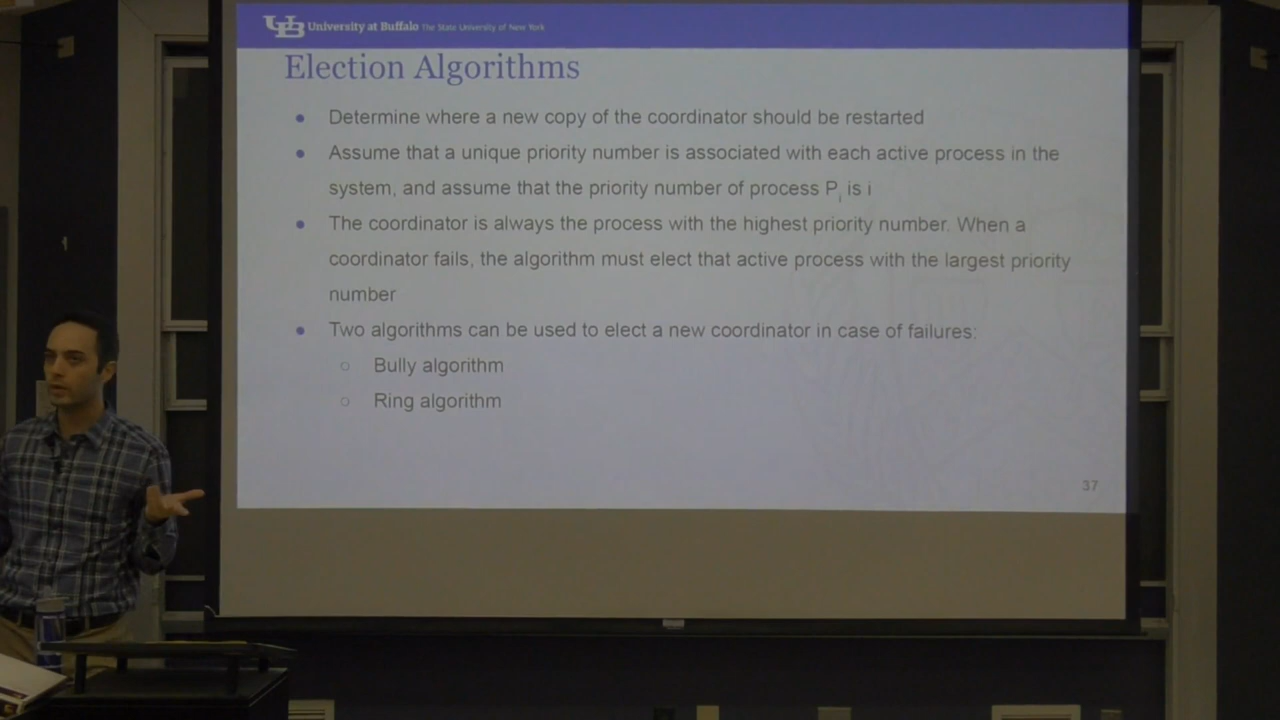 UB University at Buffalo The State University of New York
Election Algorithms
● Determine where a new copy of the coordinator should be restarted
● Assume that a unique priority number is associated with each active process in the
system, and assume that the priority number of process Pi is i
● The coordinator is always the process with the highest priority number. When a
coordinator fails, the algorithm must elect that active process with the largest priority
number
● Two algorithms can be used to elect a new coordinator in case of failures:
○ Bully algorithm
○ Ring algorithm
37